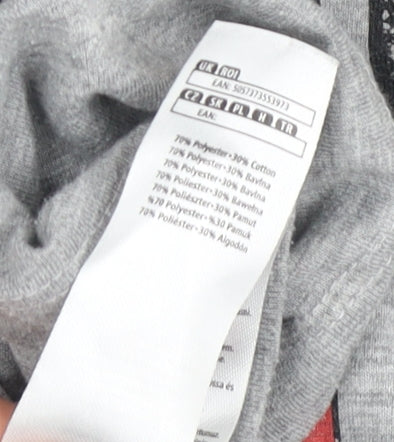 UK ROI
EAN: 5057373553973
CZ SK PL H TR
EAN:
70% Polyester•30% Cotton
70% Polyester•30% Bavlna
70% Polyester•30% Bavlna
70% Poliester•30% Bawełna
70% Poliészter•30% Pamut
%70 Polyester•%30 Pamuk
70% Poliéster•30% Algodón